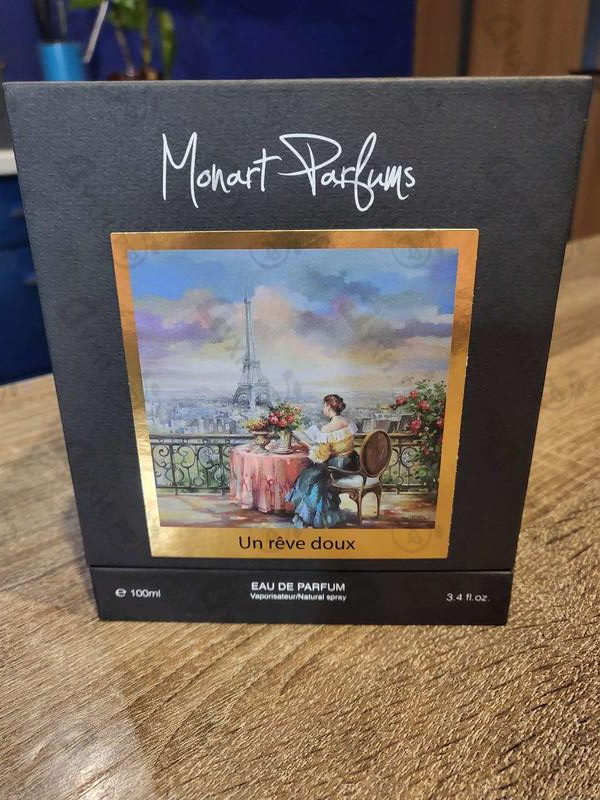 Monart Parfums
Un rêve doux
EAU DE PARFUM
Vaporisateur/Natural spray
℮ 100ml
3.4 fl.oz.